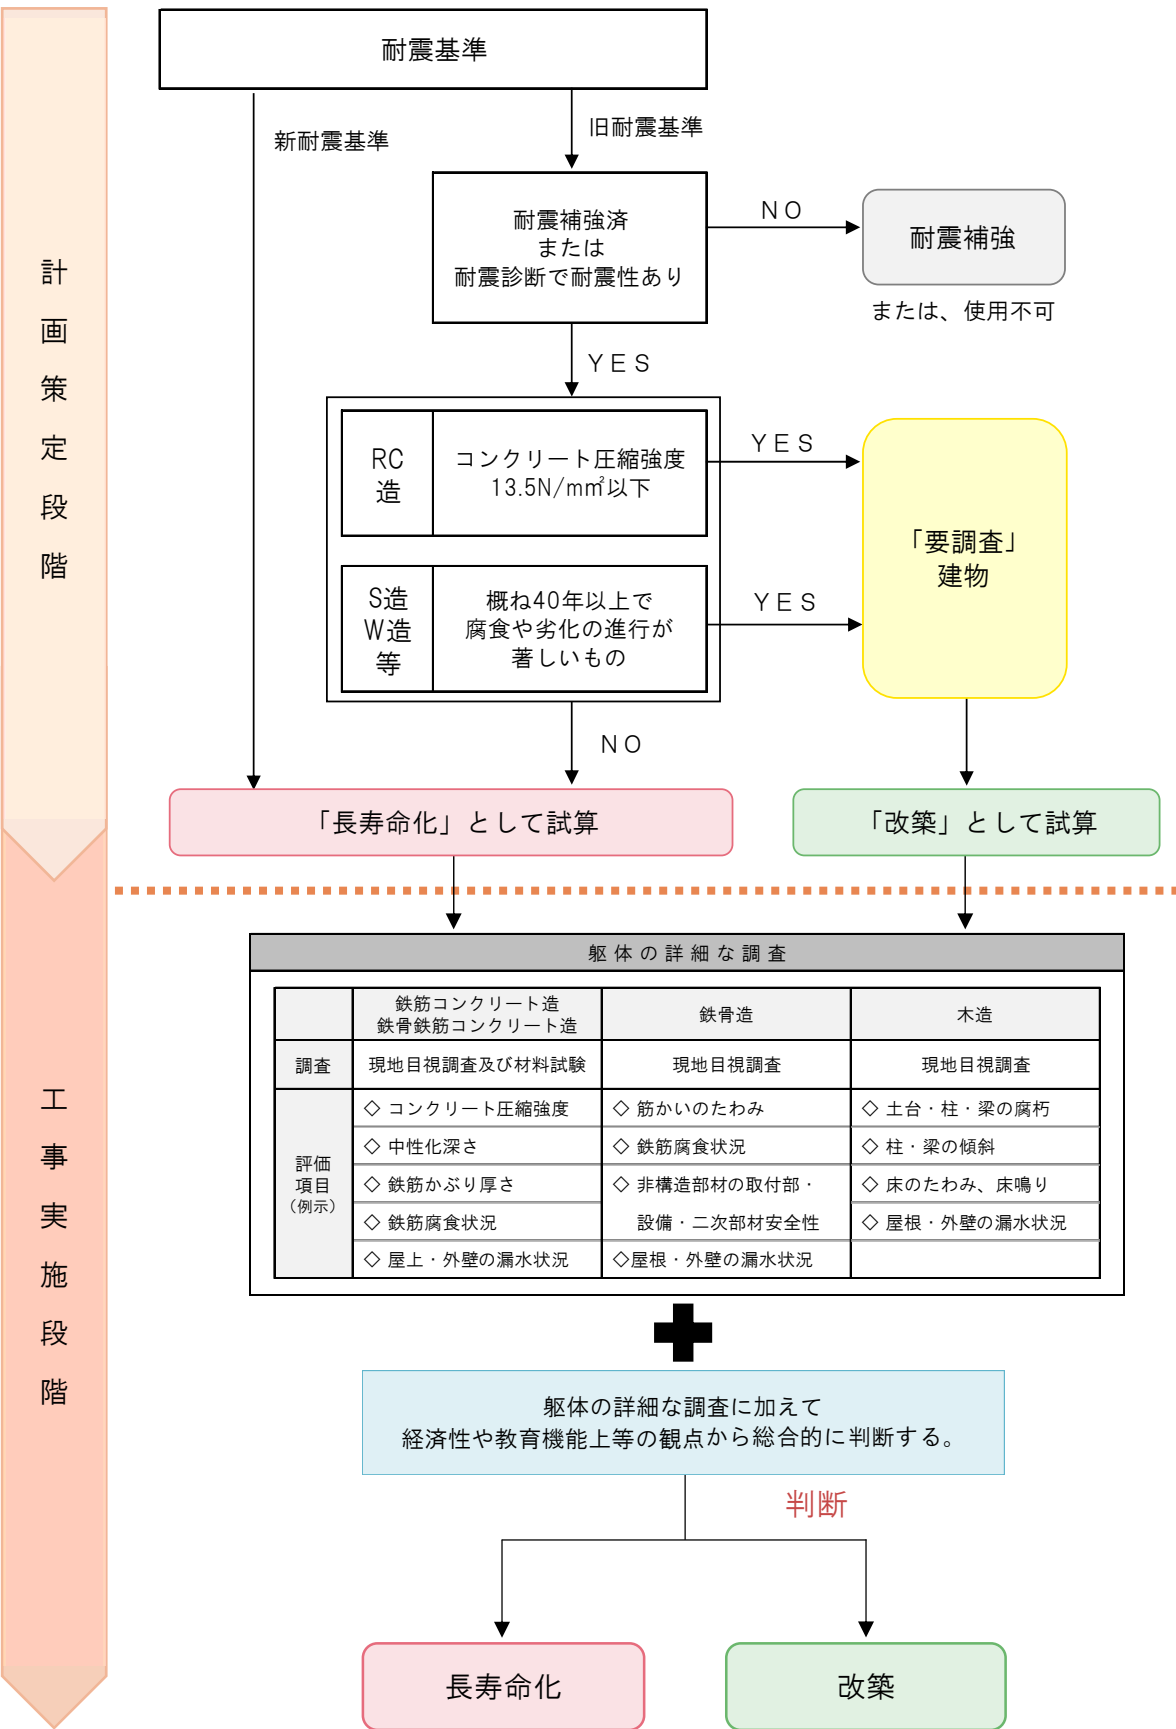 計画策定段階
耐震基準
新耐震基準
旧耐震基準
耐震補強済
または
耐震診断で耐震性あり
NO
耐震補強
または、使用不可
YES
RC
造
コンクリート圧縮強度
13.5N/mm²以下
YES
「要調査」
建物
S造
W造
等
概ね40年以上で
腐食や劣化の進行が
著しいもの
YES
NO
「長寿命化」として試算
「改築」として試算
工事実施段階
躯体の詳細な調査
鉄筋コンクリート造
鉄骨鉄筋コンクリート造
鉄骨造
木造
調査
現地目視調査及び材料試験
現地目視調査
現地目視調査
評価
項目
(例示)
◇ コンクリート圧縮強度
◇ 中性化深さ
◇ 鉄筋かぶり厚さ
◇ 鉄筋腐食状況
◇ 屋上・外壁の漏水状況
◇ 筋かいのたわみ
◇ 鉄筋腐食状況
◇ 非構造部材の取付部・
設備・二次部材安全性
◇屋根・外壁の漏水状況
◇ 土台・柱・梁の腐朽
◇ 柱・梁の傾斜
◇ 床のたわみ、床鳴り
◇ 屋根・外壁の漏水状況
躯体の詳細な調査に加えて
経済性や教育機能上等の観点から総合的に判断する。
判断
長寿命化
改築